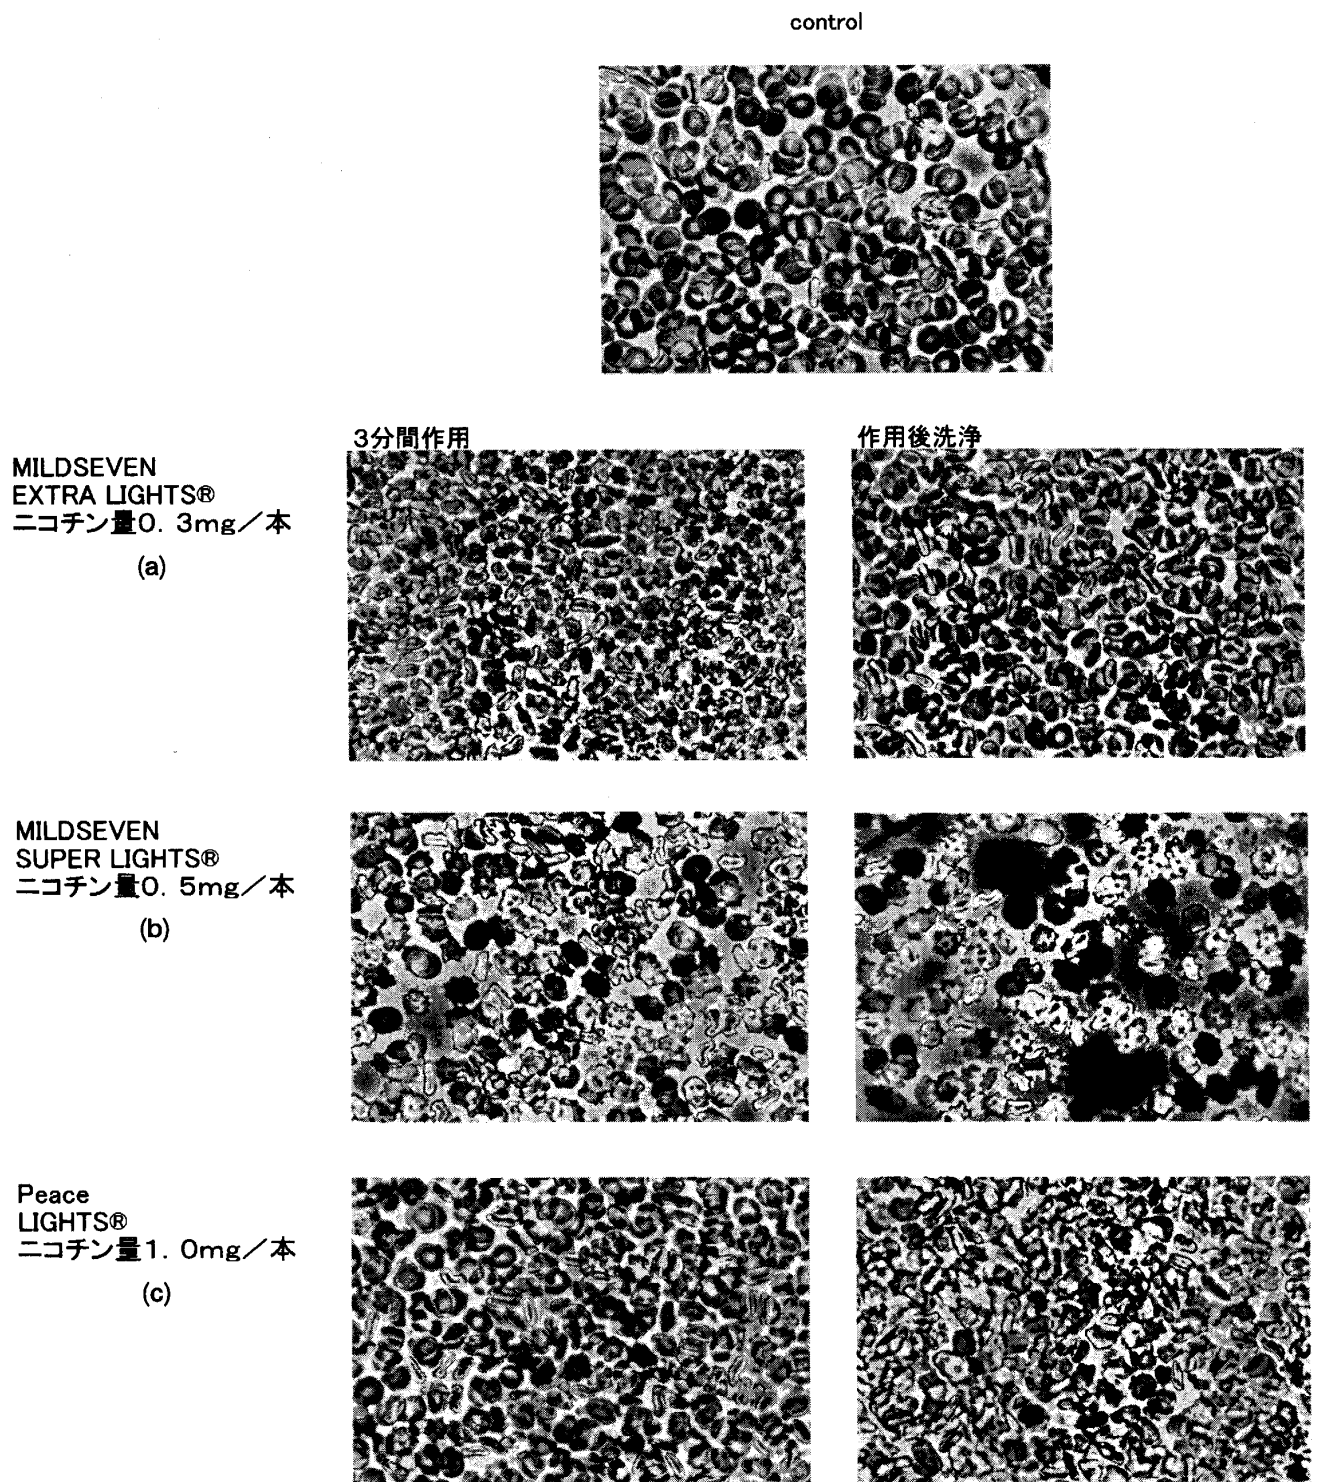 control
3分間作用
作用後洗浄
MILDSEVEN
EXTRA LIGHTS®
ニコチン量0. 3mg/本
(a)
MILDSEVEN
SUPER LIGHTS®
ニコチン量0. 5mg/本
(b)
Peace
LIGHTS®
ニコチン量1. 0mg/本
(c)